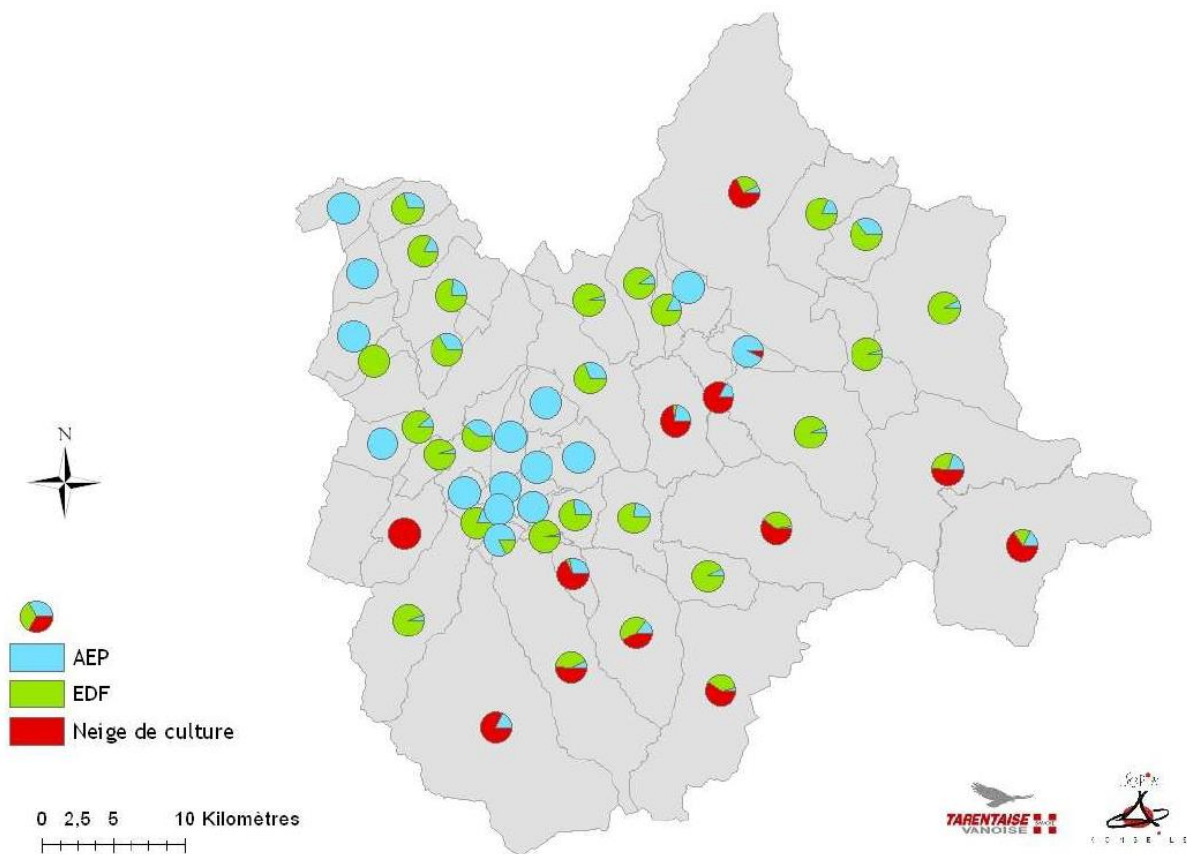 N
AEP
EDF
Neige de culture
0 2,5 5 10 Kilomètres
TARENTAISE
VANOISE